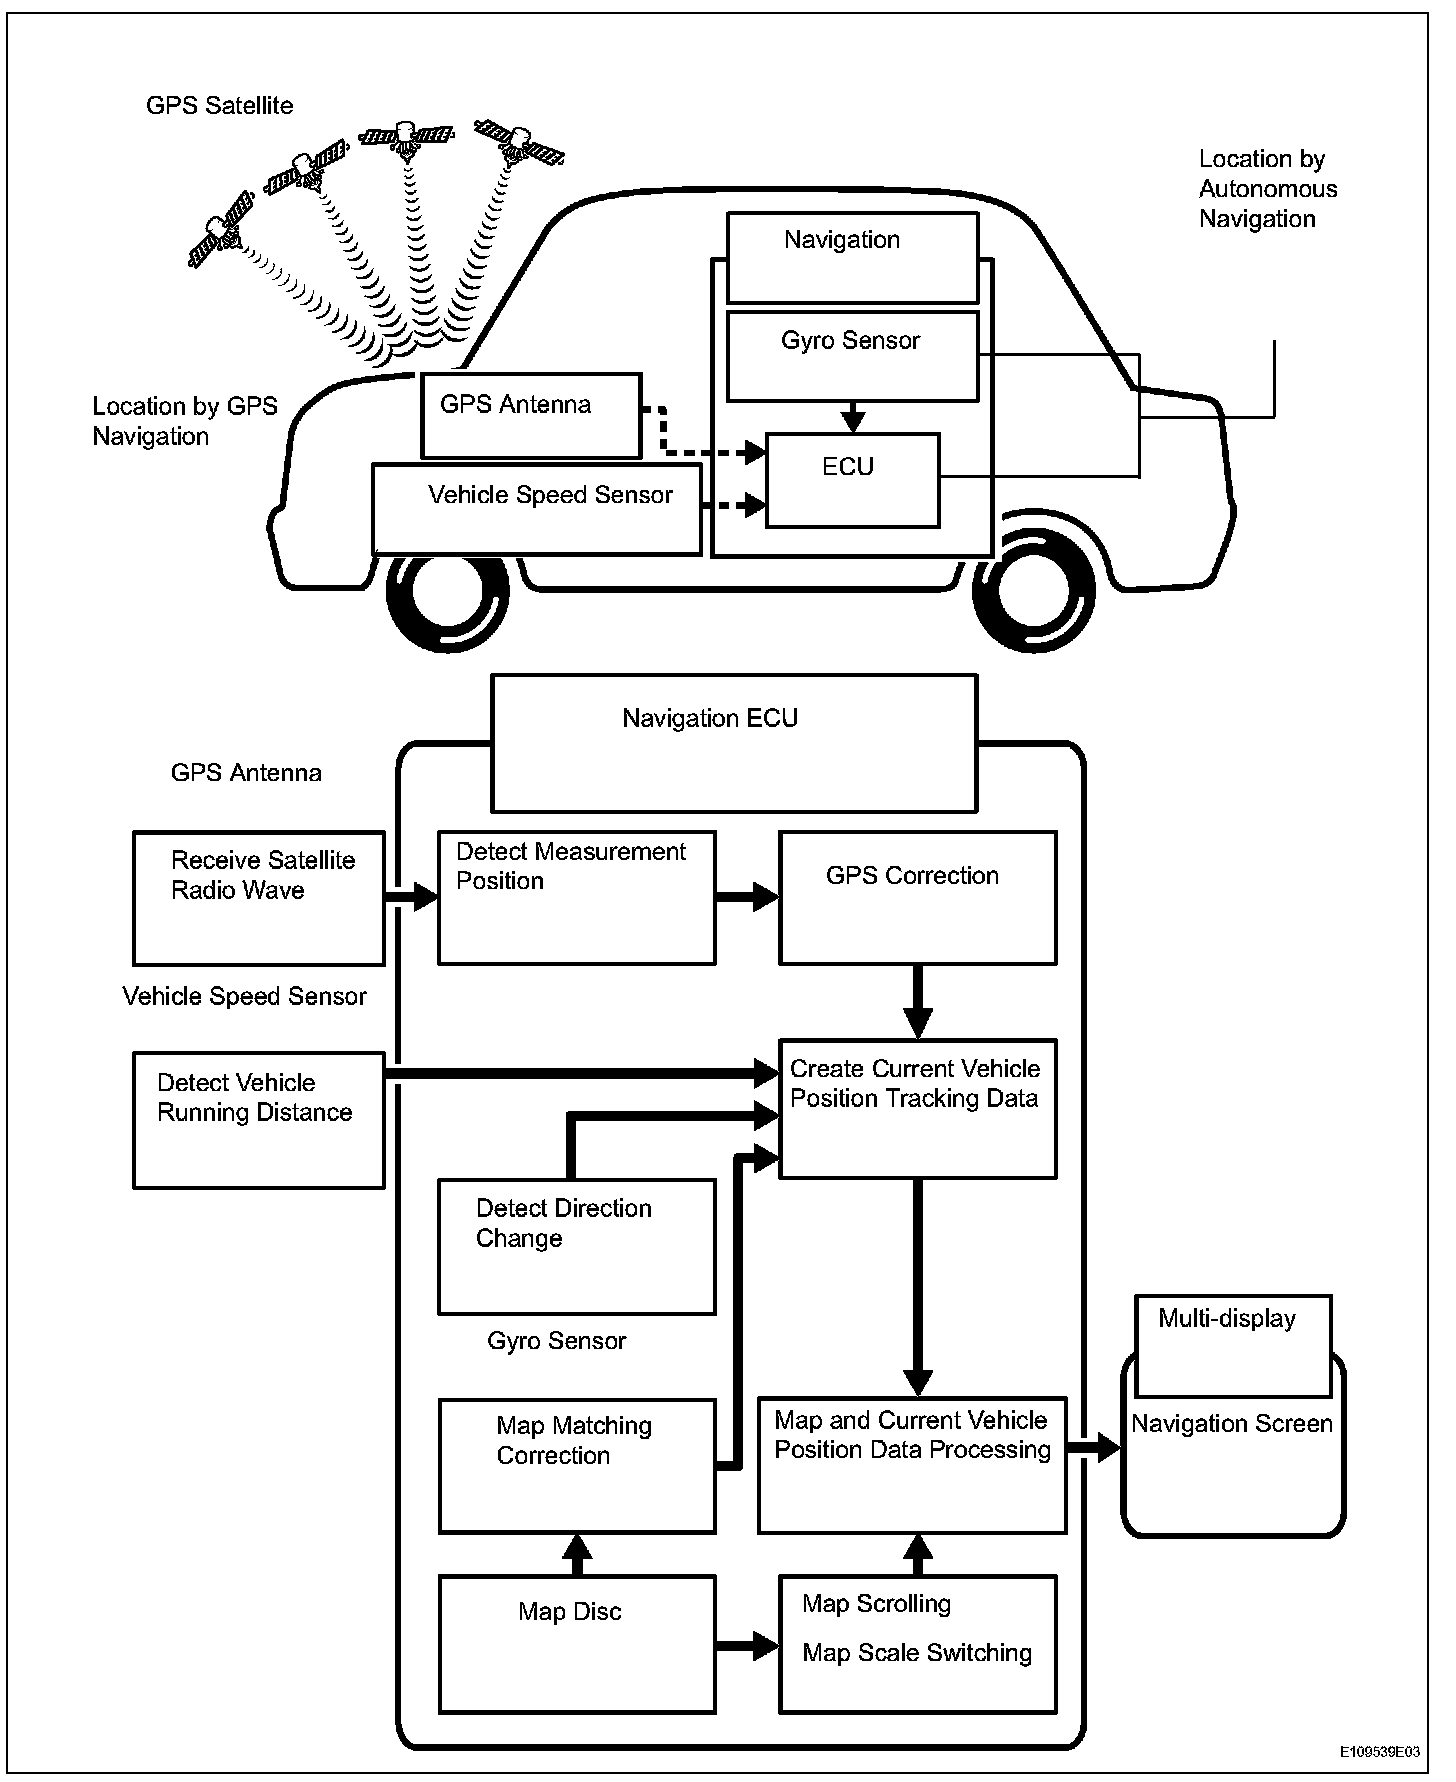 GPS Satellite
Location by
Autonomous
Navigation
Navigation
Gyro Sensor
Location by GPS
Navigation
GPS Antenna
ECU
Vehicle Speed Sensor
Navigation ECU
GPS Antenna
Receive Satellite
Radio Wave
Detect Measurement
Position
GPS Correction
Vehicle Speed Sensor
Detect Vehicle
Running Distance
Create Current Vehicle
Position Tracking Data
Detect Direction
Change
Gyro Sensor
Multi-display
Navigation Screen
Map Matching
Correction
Map and Current Vehicle
Position Data Processing
Map Disc
Map Scrolling
Map Scale Switching
E109539E03